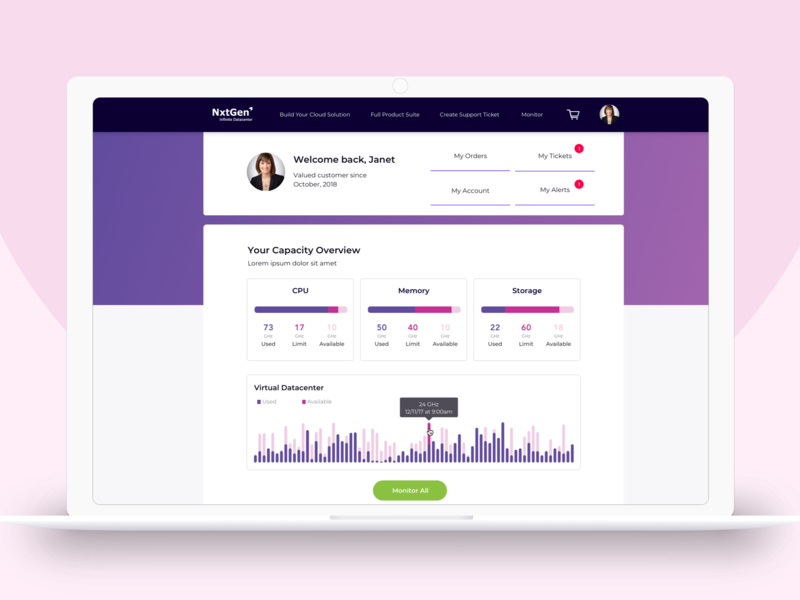 NxtGen
Infinite Datacenter
Build Your Cloud Solution
Full Product Suite
Create Support Ticket
Monitor
Welcome back, Janet
Valued customer since
October, 2018
My Orders
My Tickets
1
My Account
My Alerts
1
Your Capacity Overview
Lorem ipsum dolor sit amet
CPU
73 17 10
GHz GHz GHz
Used Limit Available
Memory
50 40 10
GHz GHz GHz
Used Limit Available
Storage
22 60 18
GHz GHz GHz
Used Limit Available
Virtual Datacenter
Used Available
24 GHz
12/11/17 at 9:00am
Monitor All